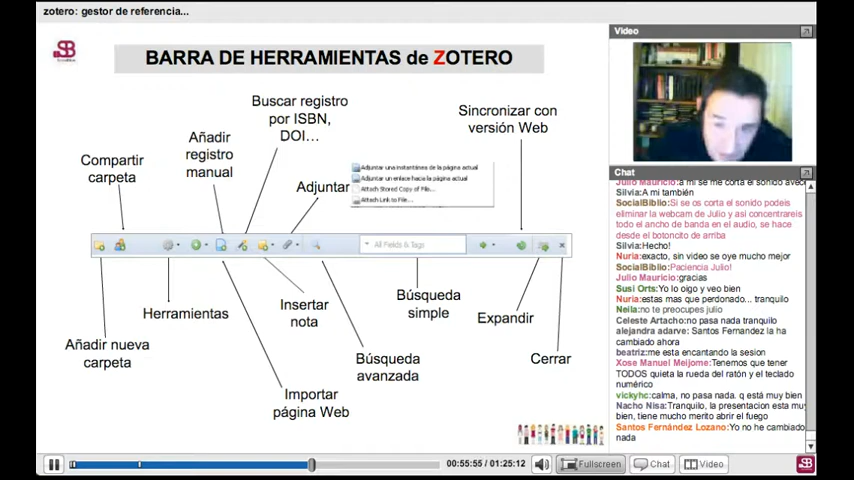 zotero: gestor de referencia...
SB
BARRA DE HERRAMIENTAS de ZOTERO
Buscar registro
por ISBN,
DOI...
Sincronizar con
versión Web
Añadir
registro
manual
Compartir
carpeta
Adjuntar
Adjuntar una instantánea de la página actual
Adjuntar un enlace hacia la página actual
Attach Stored Copy of File...
Attach Link to File...
All Fields & Tags
Herramientas
Insertar
nota
Búsqueda
simple
Expandir
Añadir nueva
carpeta
Búsqueda
avanzada
Cerrar
Importar
página Web
Video
Chat
Julio Mauricio:a mi se me corta el sonido avec
Silvia:A mi también
SocialBiblio:Si se os corta el sonido podeis
eliminar la webcam de Julio y asi concentrareis
todo el ancho de banda en el audio, se hace
desde el botoncito de arriba
Silvia:Hecho!
Nuria:exacto, sin video se oye mucho mejor
SocialBiblio:Paciencia Julio!
Julio Mauricio:gracias
Susi Orts:Yo lo oigo y veo bien
Nuria:estas mas que perdonado... tranquilo
Neila:no te preocupes julio
Celeste Artacho:no pasa nada tranquilo
alejandra adarve: Santos Fernandez la ha
cambiado ahora
beatriz:me esta encantando la sesion
Xose Manuel Meijome:Tenemos que tener
TODOS quieta la rueda del ratón y el teclado
numérico
vickyhc:calma, no pasa nada. q está muy bien
Nacho Nisa:Tranquilo, la presentacion esta muy
bien, tiene mucho merito abrir el fuego
Santos Fernández Lozano:Yo no he cambiado
nada
00:55:55 / 01:25:12
Fullscreen
Chat
Video
SB